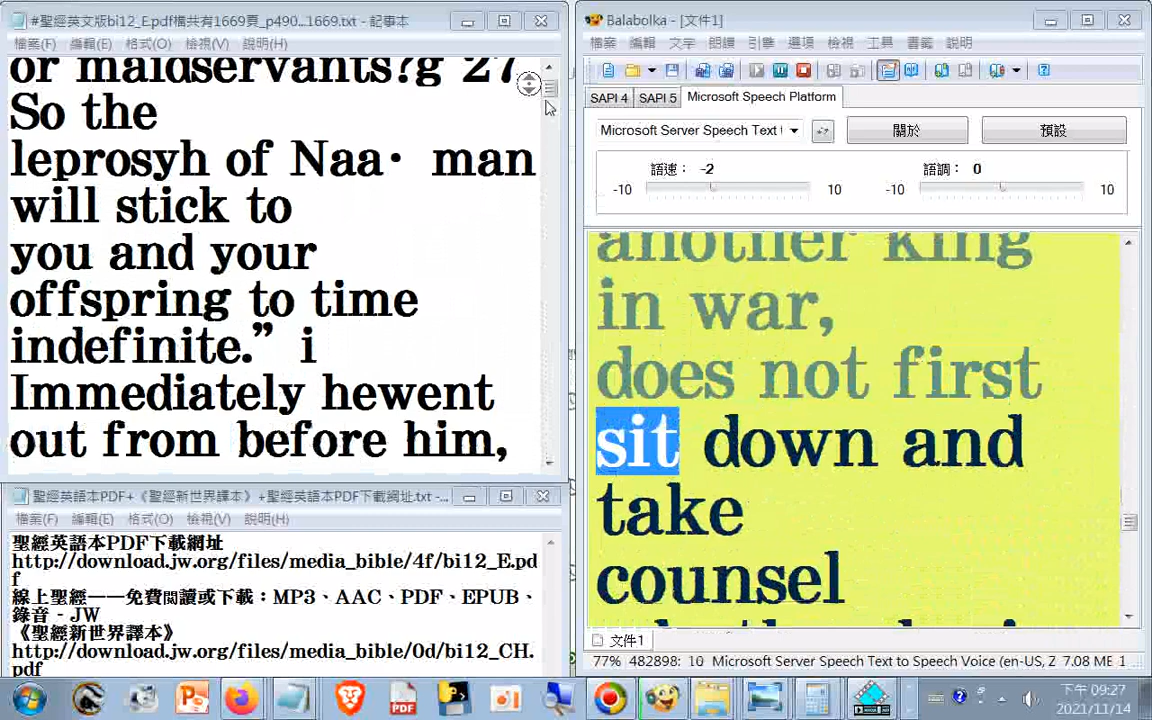 #聖經英文版bi12_E.pdf檔共有1669頁_p490...1669.txt - 記事本
檔案(F) 編輯(E) 格式(O) 檢視(V) 說明(H)
or maidservants?g 27
So the
leprosyh of Naa· man
will stick to
you and your
offspring to time
indefinite.” i
Immediately hewent
out from before him,
聖經英語本PDF+《聖經新世界譯本》+聖經英語本PDF下載網址.txt -...
檔案(F) 編輯(E) 格式(O) 檢視(V) 說明(H)
聖經英語本PDF下載網址
http://download.jw.org/files/media_bible/4f/bi12_E.pd
f
線上聖經——免費閱讀或下載：MP3、AAC、PDF、EPUB、
錄音 - JW
《聖經新世界譯本》
http://download.jw.org/files/media_bible/0d/bi12_CH.
pdf
Balabolka - [文件1]
檔案 編輯 文字 朗讀 引擎 選項 檢視 工具 書籤 說明
SAPI 4 SAPI 5 Microsoft Speech Platform
Microsoft Server Speech Text 關於 預設
語速： -2 語調： 0
-10 10 -10 10
another king
in war,
does not first
sit down and
take
counsel
文件1
77% 482898: 10 Microsoft Server Speech Text to Speech Voice (en-US, Z 7.08 ME 1
下午 09:27
2021/11/14